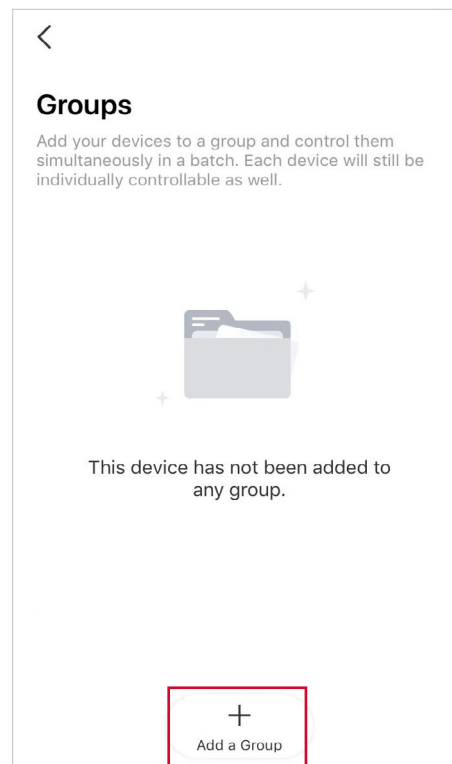 Groups
Add your devices to a group and control them
simultaneously in a batch. Each device will still be
individually controllable as well.
This device has not been added to
any group.
Add a Group